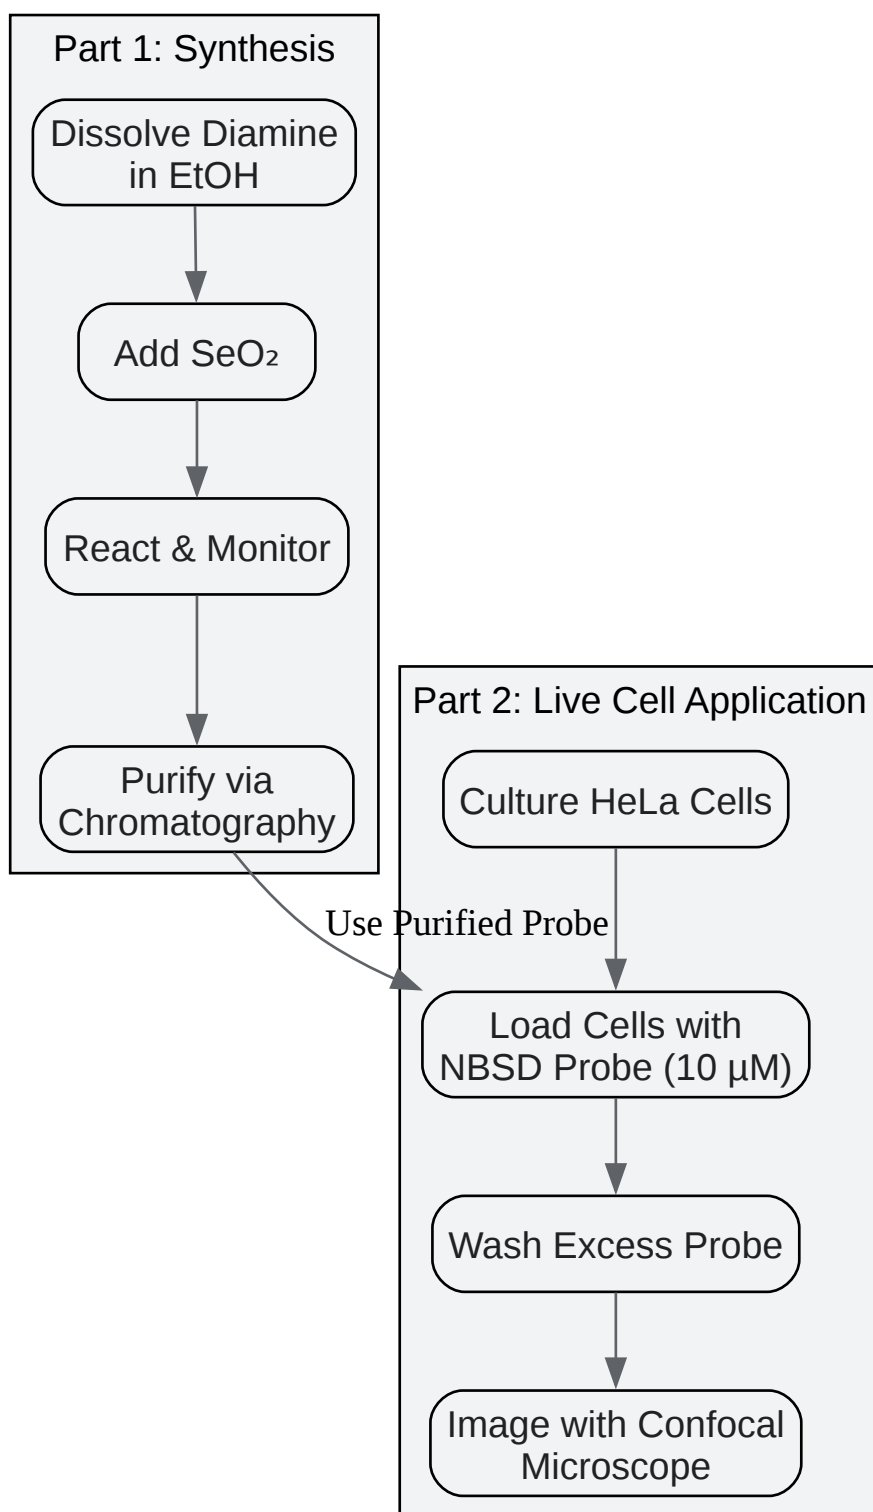 Part 1: Synthesis
Dissolve Diamine
in EtOH
Add SeO₂
React & Monitor
Purify via
Chromatography
Use Purified Probe
Part 2: Live Cell Application
Culture HeLa Cells
Load Cells with
NBSD Probe (10 µM)
Wash Excess Probe
Image with Confocal
Microscope